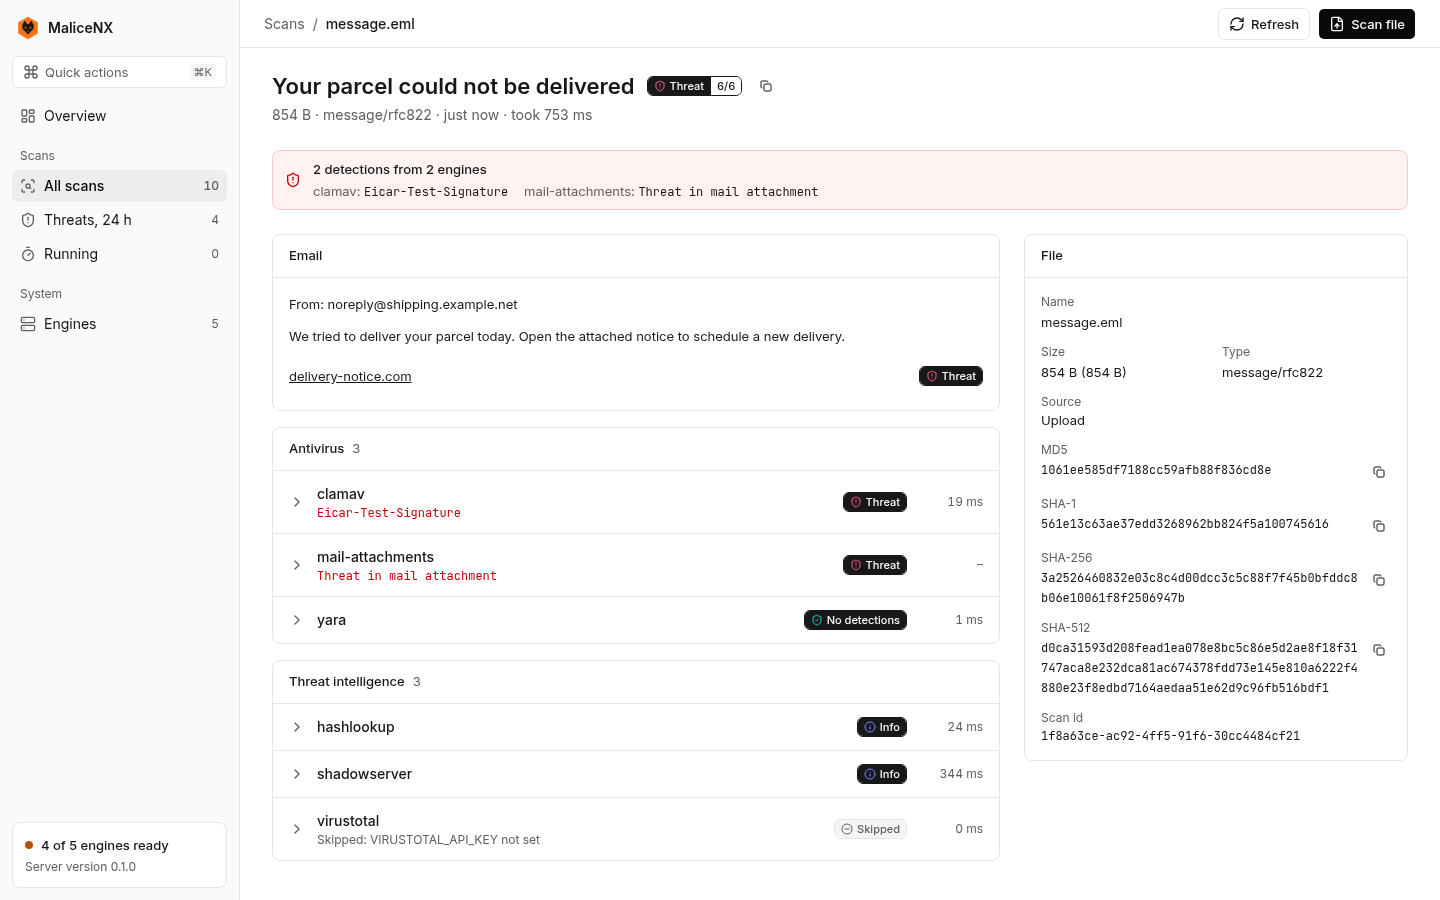 MaliceNX
Quick actions ⌘K
Overview
Scans
All scans 10
Threats, 24 h 4
Running 0
System
Engines 5
4 of 5 engines ready
Server version 0.1.0
Scans / message.eml
Refresh
Scan file
Your parcel could not be delivered Threat 6/6
854 B · message/rfc822 · just now · took 753 ms
2 detections from 2 engines
clamav: Eicar-Test-Signature mail-attachments: Threat in mail attachment
Email
From: noreply@shipping.example.net
We tried to deliver your parcel today. Open the attached notice to schedule a new delivery.
delivery-notice.com Threat
Antivirus 3
clamav Threat 19 ms
Eicar-Test-Signature
mail-attachments Threat –
Threat in mail attachment
yara No detections 1 ms
Threat intelligence 3
hashlookup Info 24 ms
shadowserver Info 344 ms
virustotal Skipped 0 ms
Skipped: VIRUSTOTAL_API_KEY not set
File
Name
message.eml
Size Type
854 B (854 B) message/rfc822
Source
Upload
MD5
1061ee585df7188cc59afb88f836cd8e
SHA-1
561e13c63ae37edd3268962bb824f5a100745616
SHA-256
3a2526460832e03c8c4d00dcc3c5c88f7f45b0bfddc8
b06e10061f8f2506947b
SHA-512
d0ca31593d208fead1ea078e8bc5c86e5d2ae8f18f31
747aca8e232dca81ac674378fdd73e145e810a6222f4
880e23f8edbd7164aedaa51e62d9c96fb516bdf1
Scan id
1f8a63ce-ac92-4ff5-91f6-30cc4484cf21